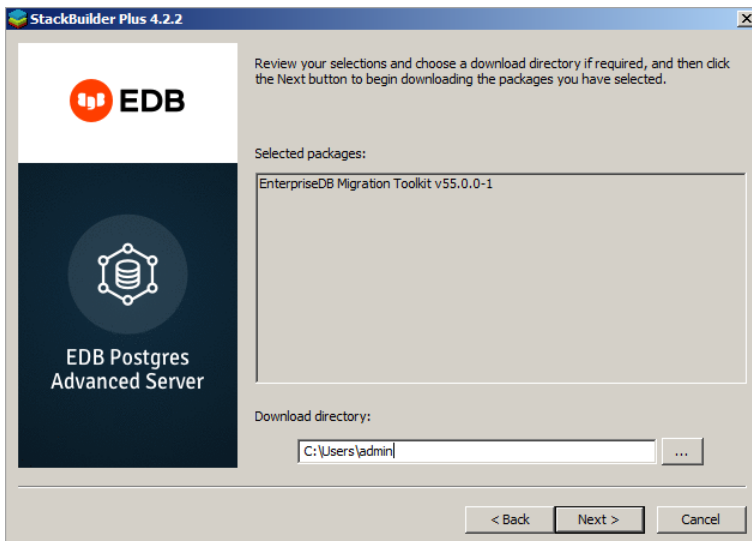 StackBuilder Plus 4.2.2
EDB
EDB Postgres
Advanced Server
Review your selections and choose a download directory if required, and then click
the Next button to begin downloading the packages you have selected.
Selected packages:
EnterpriseDB Migration Toolkit v55.0.0-1
Download directory:
C:\Users\admin
...
< Back
Next >
Cancel